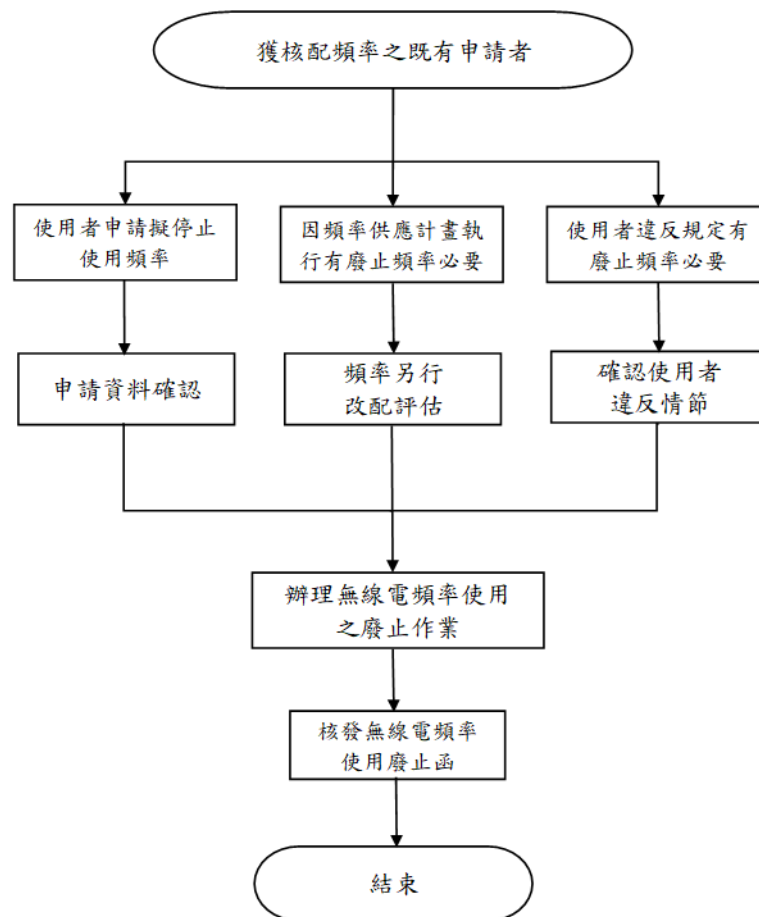 獲核配頻率之既有申請者
使用者申請擬停止
使用頻率
因頻率供應計畫執
行有廢止頻率必要
使用者違反規定有
廢止頻率必要
申請資料確認
頻率另行
改配評估
確認使用者
違反情節
辦理無線電頻率使用
之廢止作業
核發無線電頻率
使用廢止函
結束